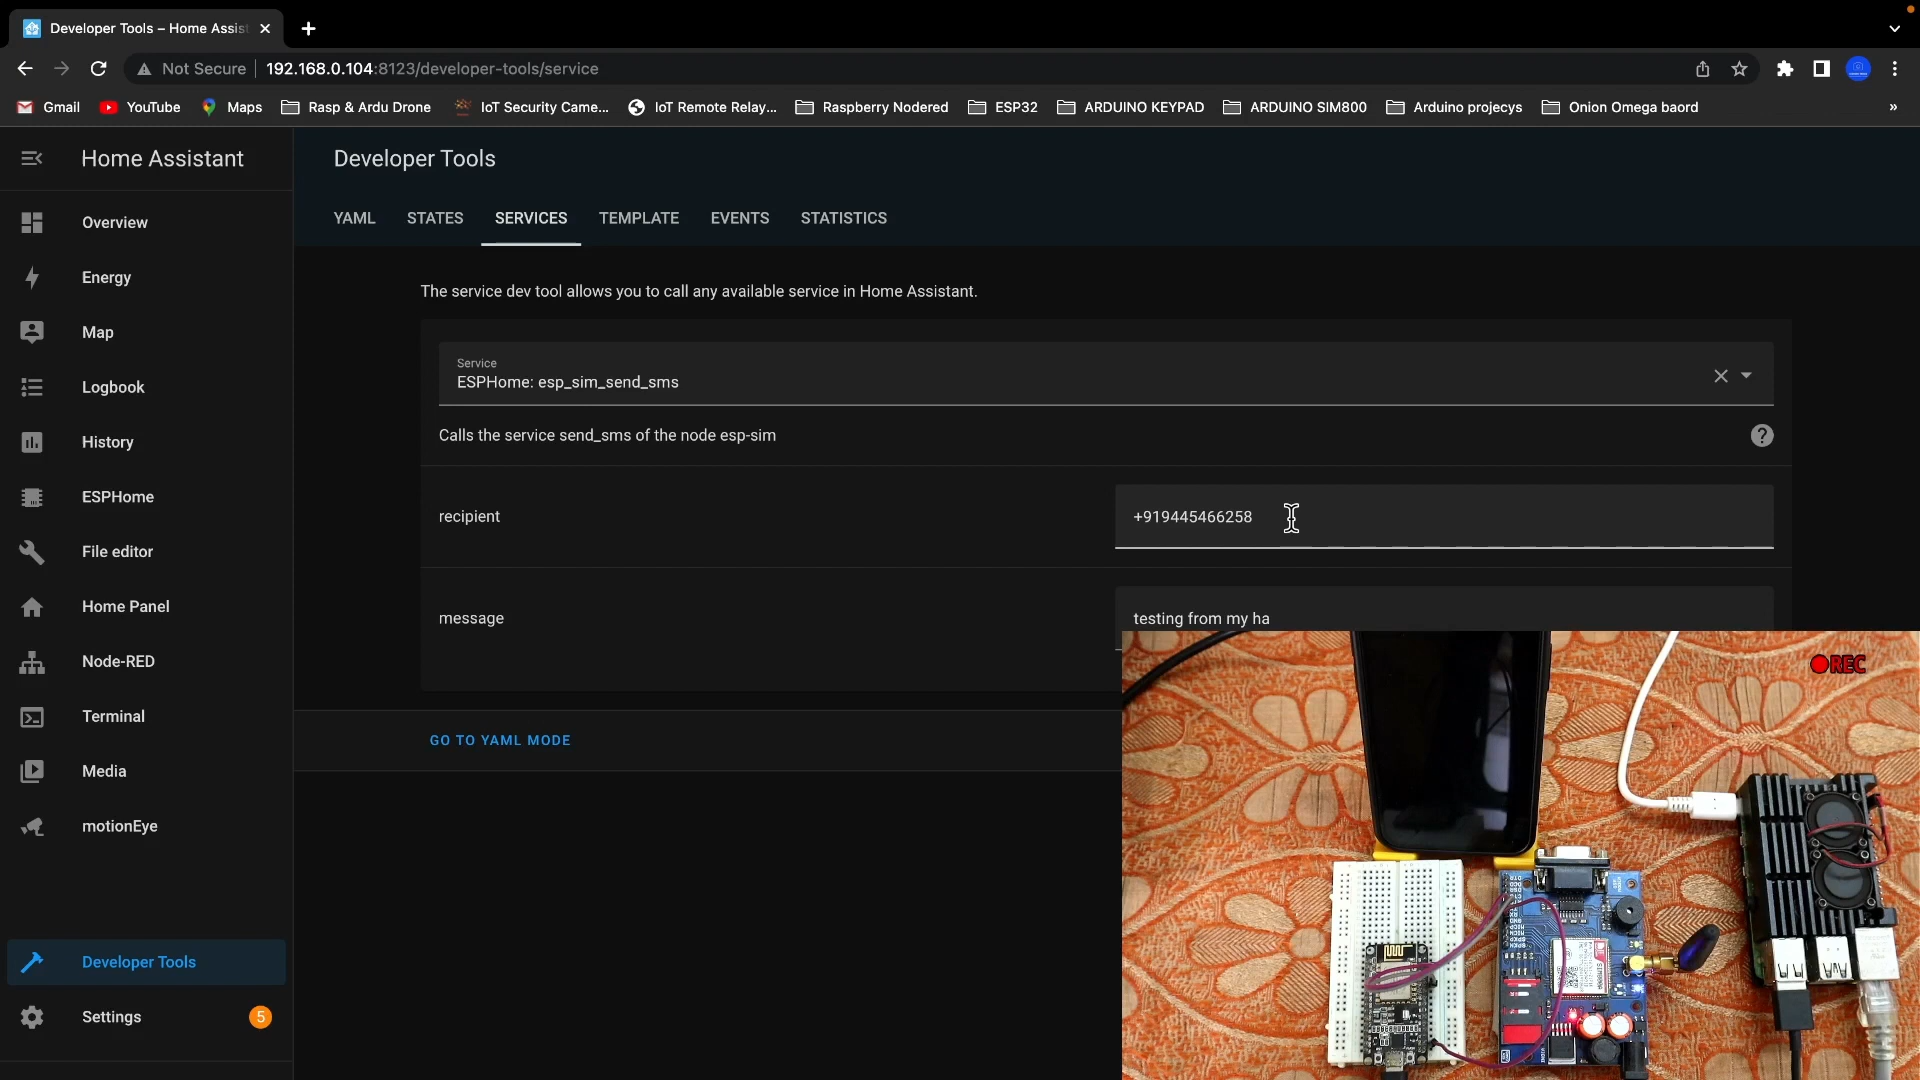 Developer Tools – Home Assis
Not Secure 192.168.0.104:8123/developer-tools/service
Gmail YouTube Maps Rasp & Ardu Drone IoT Security Came... IoT Remote Relay... Raspberry Nodered ESP32 ARDUINO KEYPAD ARDUINO SIM800 Arduino projecys Onion Omega baord »
Home Assistant
Overview
Energy
Map
Logbook
History
ESPHome
File editor
Home Panel
Node-RED
Terminal
Media
motionEye
Developer Tools
Settings 5
Developer Tools
YAML STATES SERVICES TEMPLATE EVENTS STATISTICS
The service dev tool allows you to call any available service in Home Assistant.
Service
ESPHome: esp_sim_send_sms
Calls the service send_sms of the node esp-sim
recipient +919445466258
message testing from my ha
GO TO YAML MODE
REC